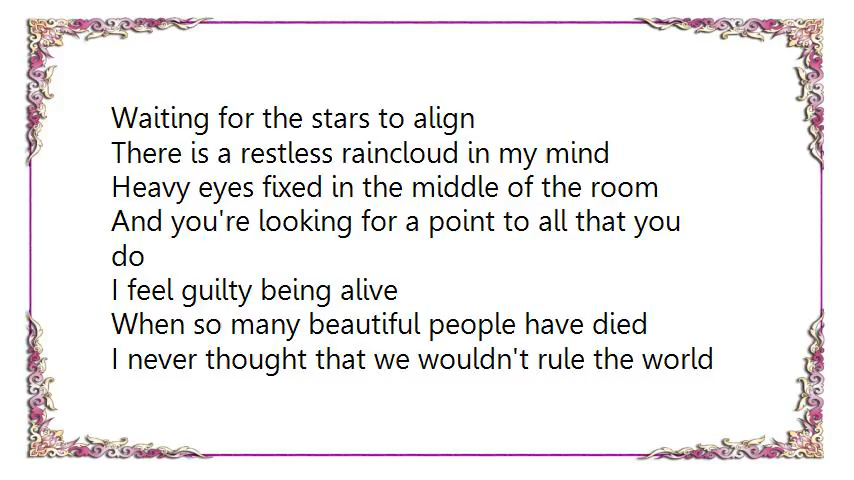 Waiting for the stars to align
There is a restless raincloud in my mind
Heavy eyes fixed in the middle of the room
And you're looking for a point to all that you
do
I feel guilty being alive
When so many beautiful people have died
I never thought that we wouldn't rule the world